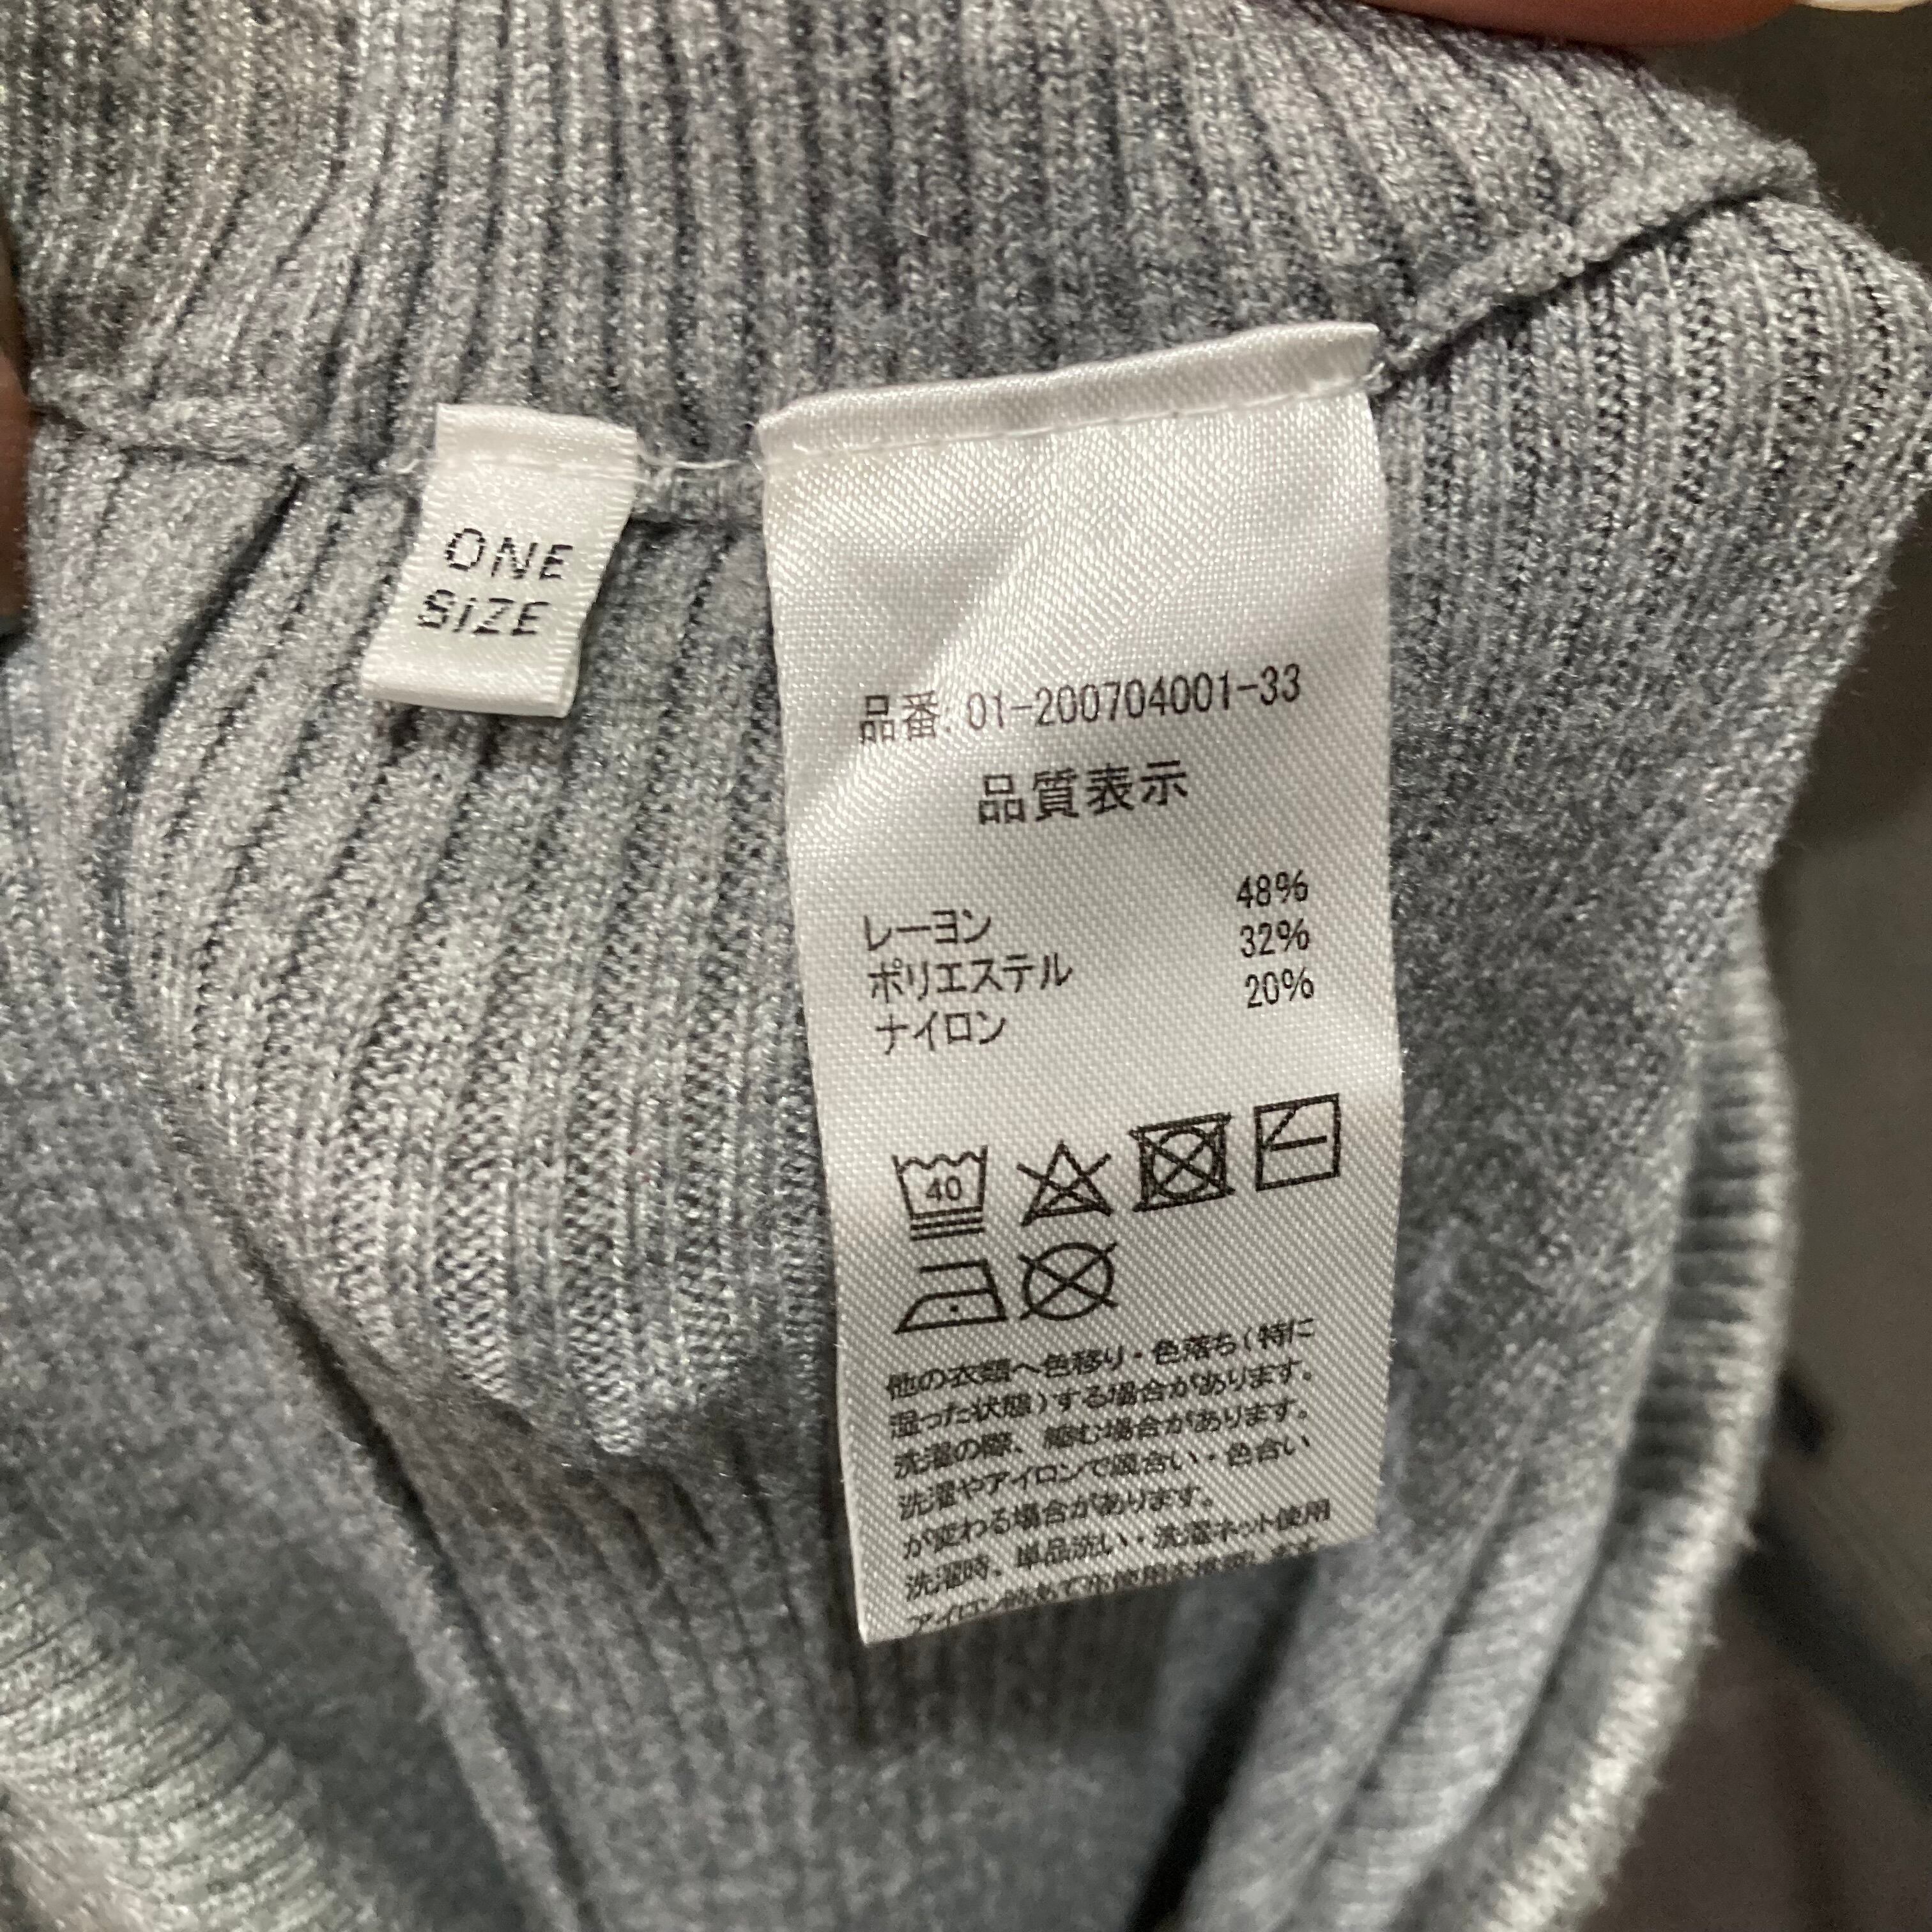 ONE
SiZE
品番.01-200704001-33
品質表示
レーヨン 48%
ポリエステル 32%
ナイロン 20%
40
他の衣類へ色移り・色落ち(特に
湿った状態)する場合があります。
洗濯の際、縮む場合があります。
洗濯やアイロンで風合い・色合い
が変わる場合があります。
洗濯時、単品洗い・洗濯ネット使用